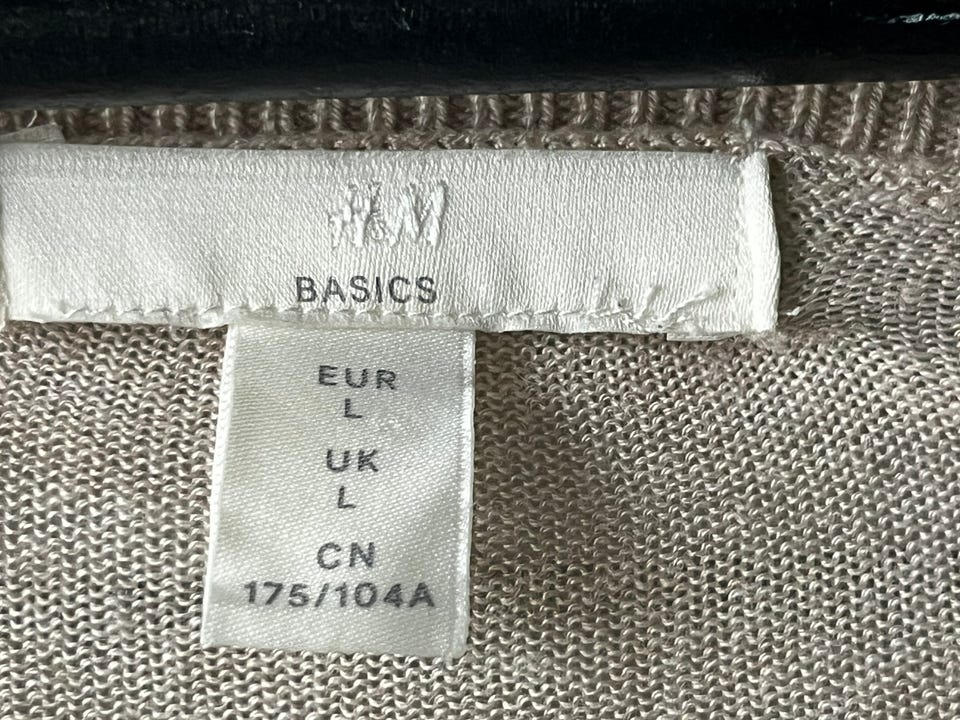 H&M
BASICS
EUR
L
UK
L
CN
175/104A